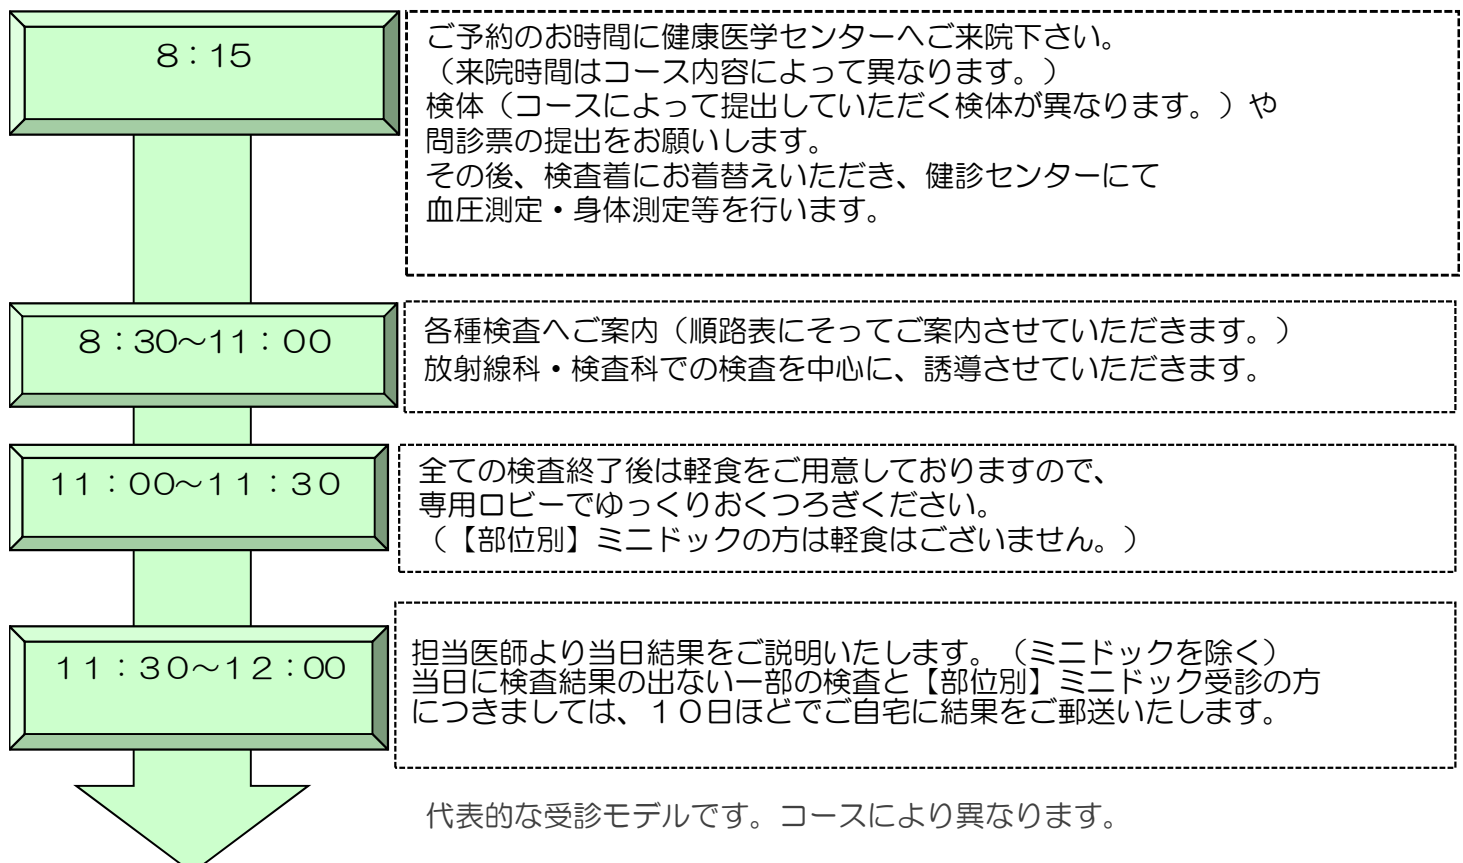 ８：15
ご予約のお時間に健康医学センターへご来院下さい。
（来院時間はコース内容によって異なります。）
検体（コースによって提出していただく検体が異なります。）や
問診票の提出をお願いします。
その後、検査着にお着替えいただき、健診センターにて
血圧測定・身体測定等を行います。
８：30～11：00
各種検査へご案内（順路表にそってご案内させていただきます。）
放射線科・検査科での検査を中心に、誘導させていただきます。
11：00～11：30
全ての検査終了後は軽食をご用意しておりますので、
専用ロビーでゆっくりおくつろぎください。
（【部位別】ミニドックの方は軽食はございません。）
11：30～12：00
担当医師より当日結果をご説明いたします。（ミニドックを除く）
当日に検査結果の出ない一部の検査と【部位別】ミニドック受診の方
につきましては、１０日ほどでご自宅に結果をご郵送いたします。
代表的な受診モデルです。コースにより異なります。